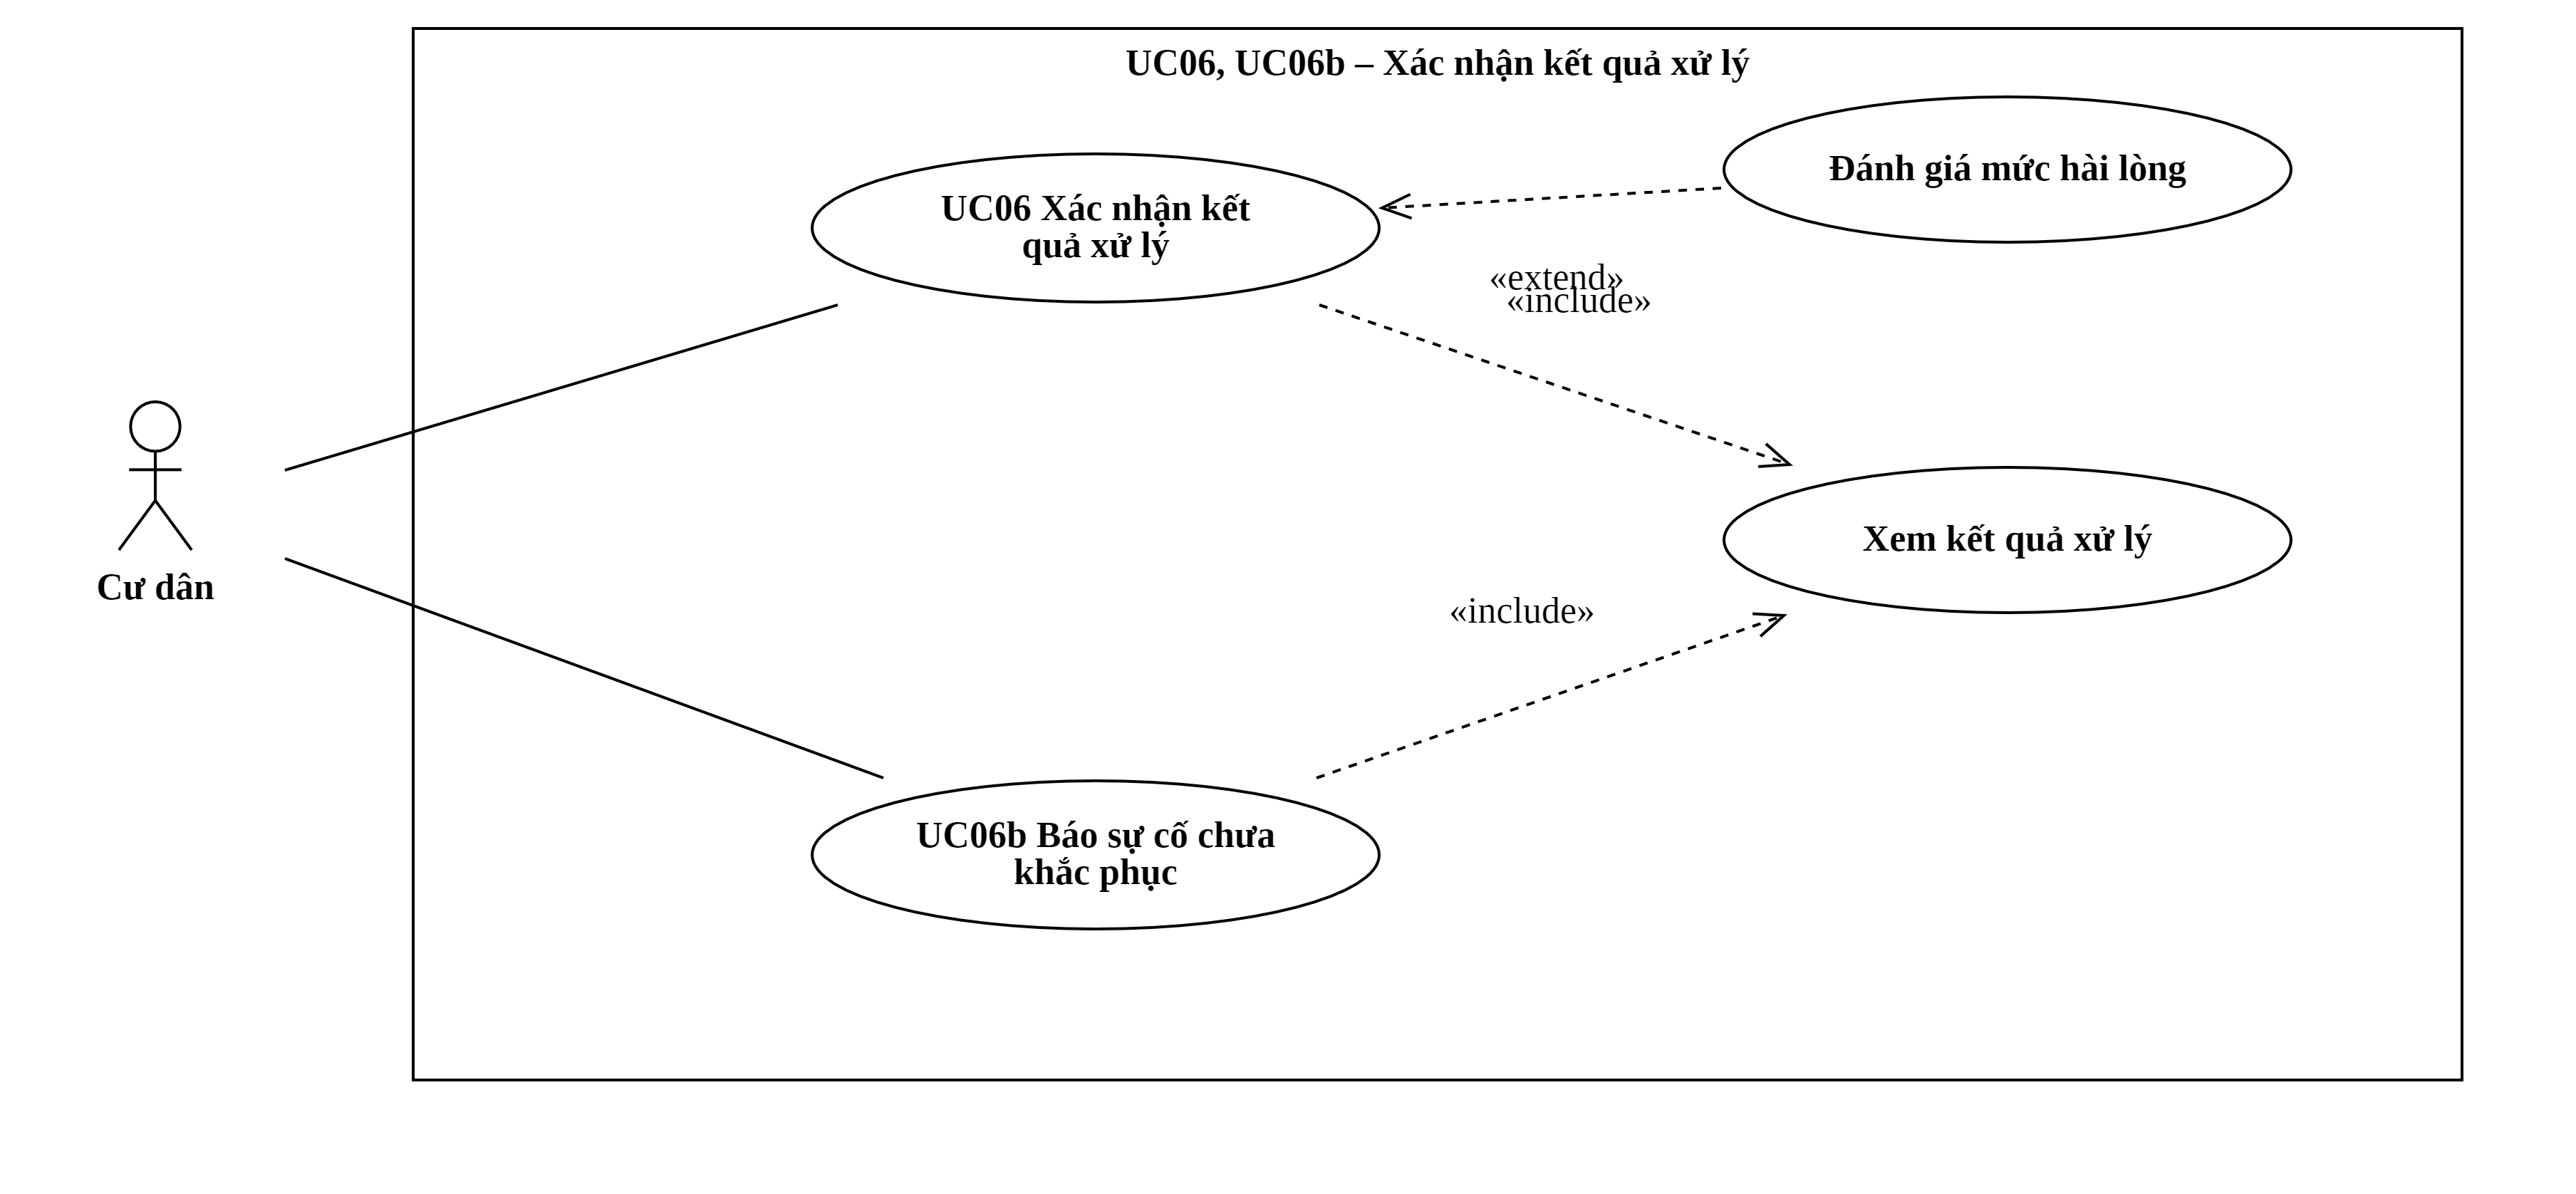 UC06, UC06b – Xác nhận kết quả xử lý
Đánh giá mức hài lòng
UC06 Xác nhận kết
quả xử lý
«extend»
«include»
Xem kết quả xử lý
Cư dân
«include»
UC06b Báo sự cố chưa
khắc phục